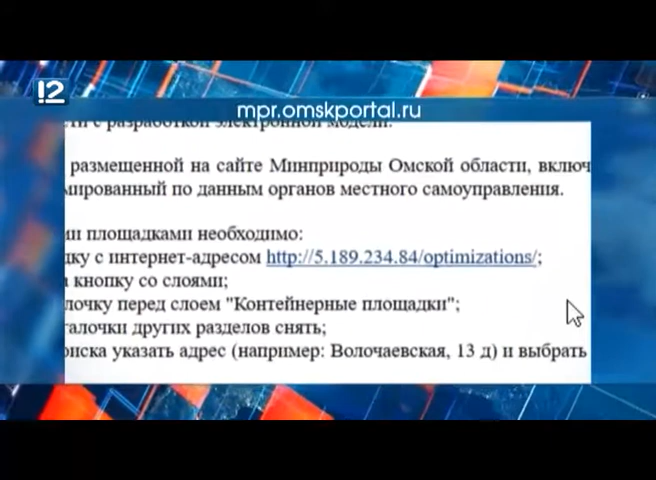 12
mpr.omskportal.ru
с разработкой электронной модели.
размещенной на сайте Минприроды Омской области, включ
мированный по данным органов местного самоуправления.
ми площадками необходимо:
дку с интернет-адресом http://5.189.234.84/optimizations/;
кнопку со слоями;
лочку перед слоем "Контейнерные площадки";
галочки других разделов снять;
оиска указать адрес (например: Волочаевская, 13 д) и выбрать